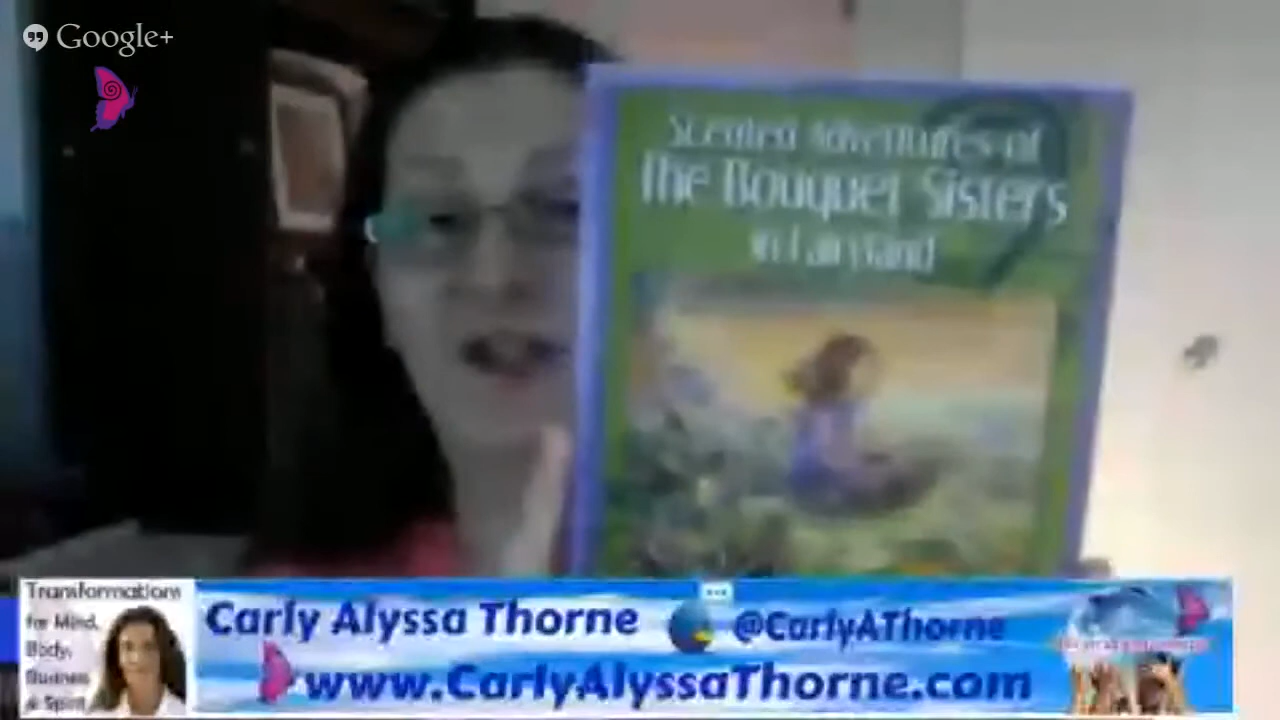 Google+
Scented Adventures of
The Bouquet Sisters
in Fairyland
Transformations
for Mind,
Body,
Business
& Spirit
Carly Alyssa Thorne
@CarlyAThorne
www.CarlyAlyssaThorne.com